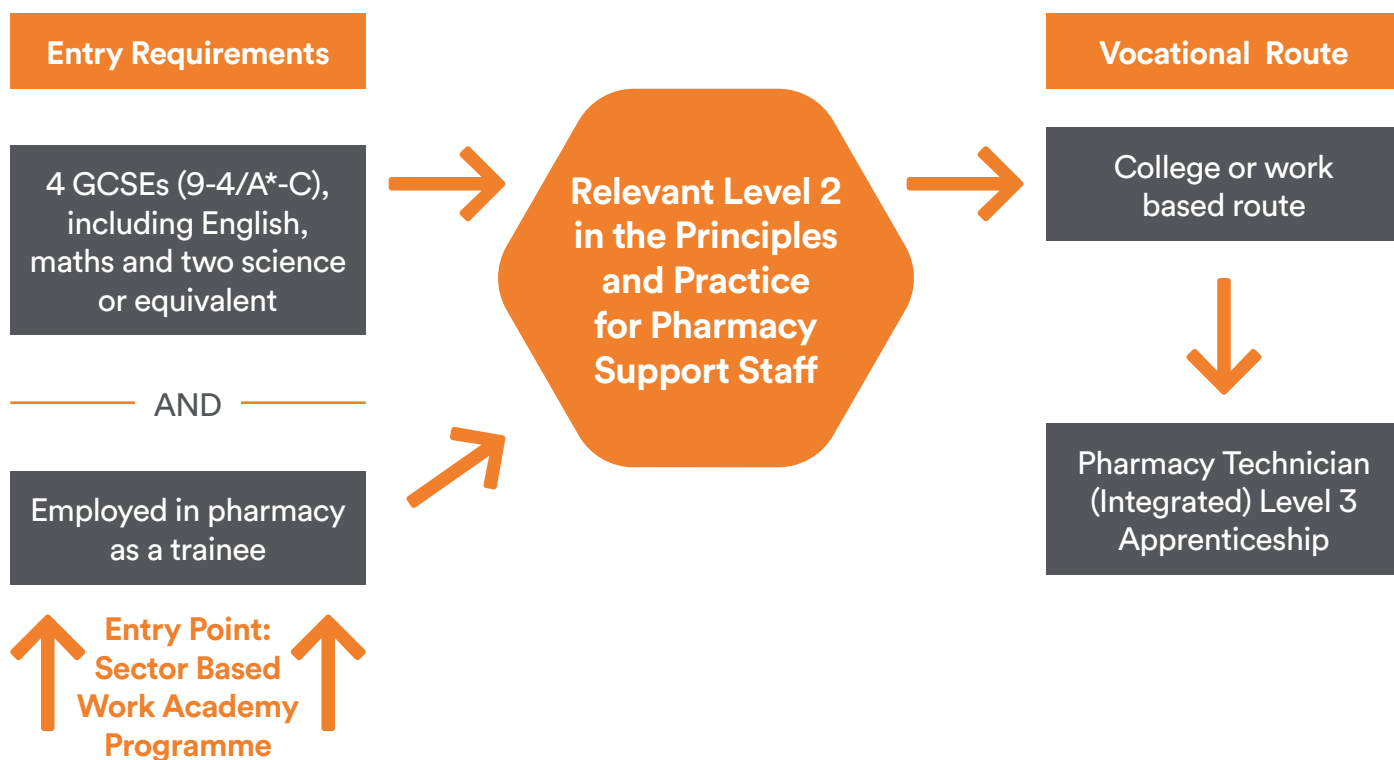 Entry Requirements
4 GCSEs (9-4/A*-C),
including English,
maths and two science
or equivalent
AND
Employed in pharmacy
as a trainee
Entry Point:
Sector Based
Work Academy
Programme
Relevant Level 2
in the Principles
and Practice
for Pharmacy
Support Staff
Vocational Route
College or work
based route
Pharmacy Technician
(Integrated) Level 3
Apprenticeship